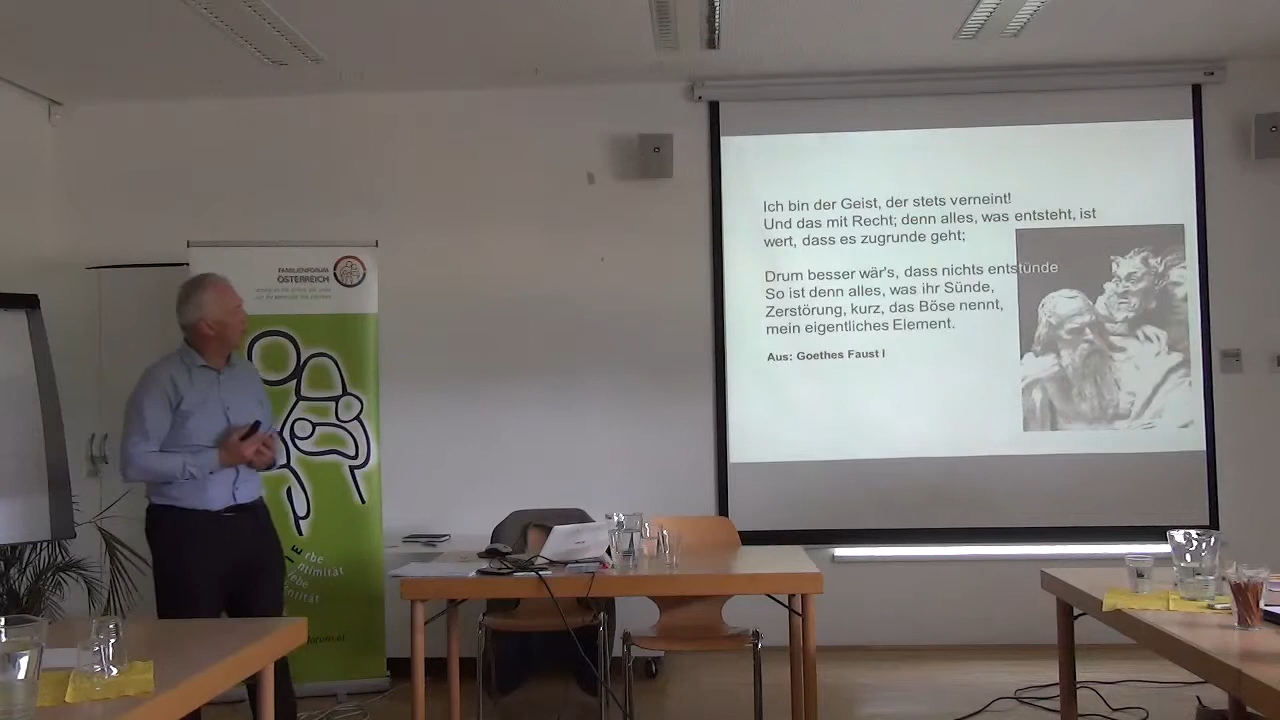 FAMILIENFORUM
ÖSTERREICH
Ich bin der Geist, der stets verneint!
Und das mit Recht; denn alles, was entsteht, ist
wert, dass es zugrunde geht;
Drum besser wär's, dass nichts entstünde
So ist denn alles, was ihr Sünde,
Zerstörung, kurz, das Böse nennt,
mein eigentliches Element.
Aus: Goethes Faust I